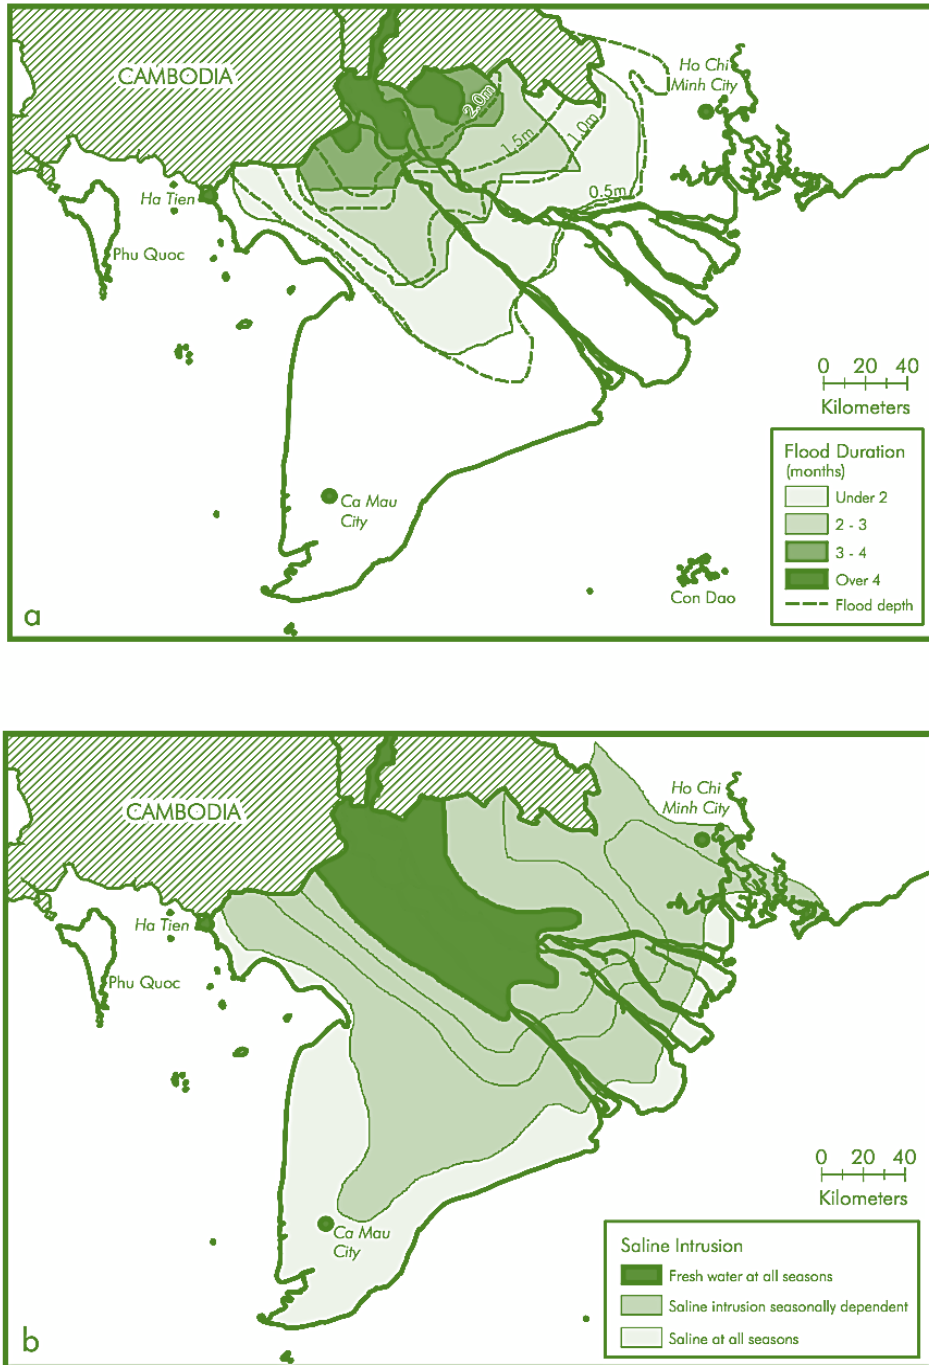 CAMBODIA
Ho Chi
Minh City
2.0m
1.5m
1.0m
0.5m
Ha Tien
Phu Quoc
0 20 40
Kilometers
Flood Duration
(months)
Under 2
2 - 3
3 - 4
Over 4
Flood depth
Ca Mau
City
Con Dao
a
CAMBODIA
Ho Chi
Minh City
Ha Tien
Phu Quoc
0 20 40
Kilometers
Ca Mau
City
Saline Intrusion
Fresh water at all seasons
Saline intrusion seasonally dependent
Saline at all seasons
b